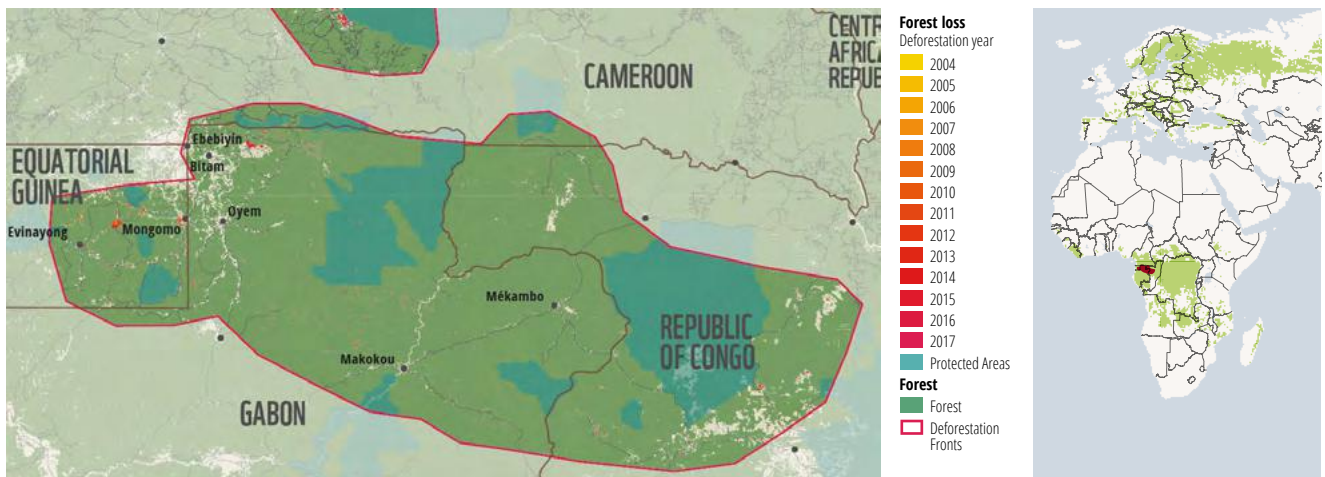 CENTR
AFRICA
REPUE
CAMEROON
Ebebiyin
Bitam
EQUATORIAL
GUINEA
Oyem
Mongomo
Evinayong
Mékambo
REPUBLIC
OF CONGO
Makokou
GABON
Forest loss
Deforestation year
2004
2005
2006
2007
2008
2009
2010
2011
2012
2013
2014
2015
2016
2017
Protected Areas
Forest
Forest
Deforestation
Fronts